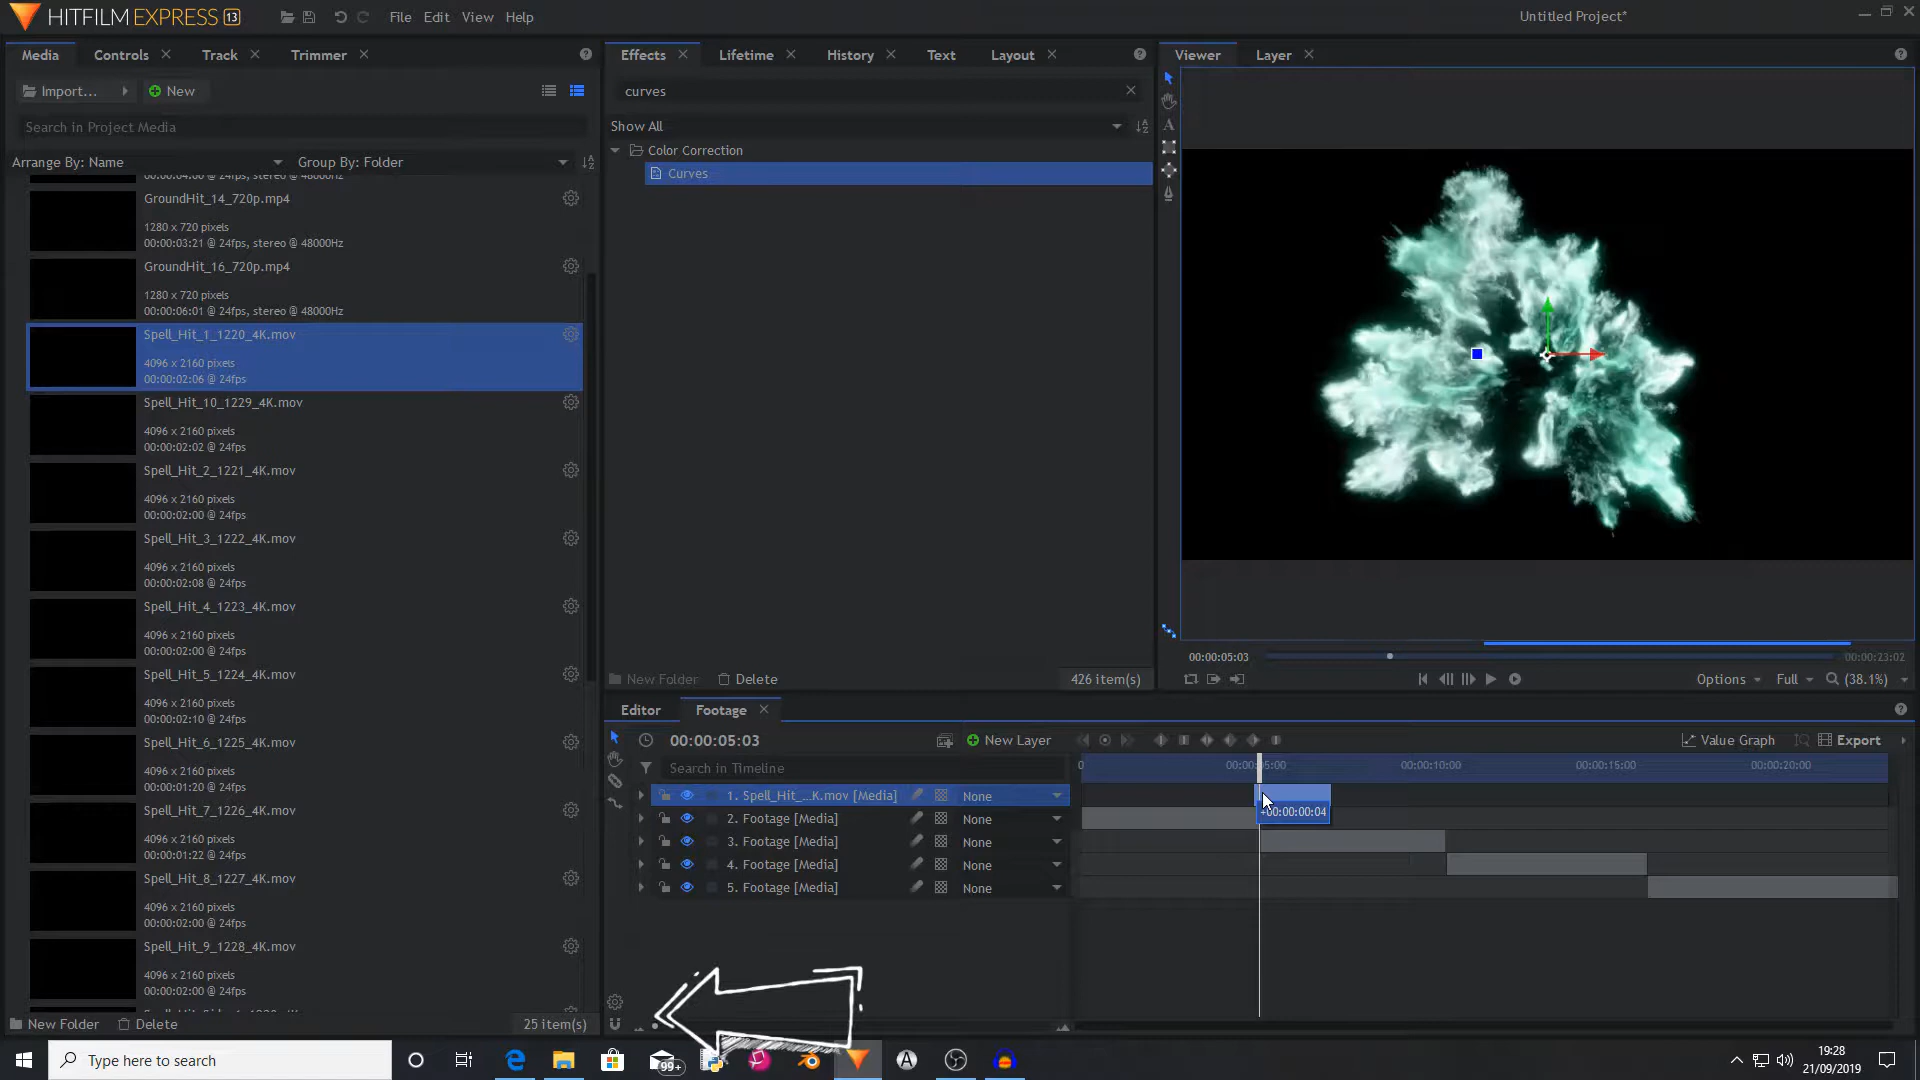 HITFILM EXPRESS 13
File Edit View Help
Untitled Project*
Media Controls Track Trimmer
Effects Lifetime History Text Layout
Viewer Layer
Import... New
curves
Search in Project Media
Show All
Arrange By: Name Group By: Folder
Color Correction
Curves
00:00:04:00 @ 24fps, stereo @ 48000Hz
GroundHit_14_720p.mp4
1280 x 720 pixels
00:00:03:21 @ 24fps, stereo @ 48000Hz
GroundHit_16_720p.mp4
1280 x 720 pixels
00:00:06:01 @ 24fps, stereo @ 48000Hz
Spell_Hit_1_1220_4K.mov
4096 x 2160 pixels
00:00:02:06 @ 24fps
Spell_Hit_10_1229_4K.mov
4096 x 2160 pixels
00:00:02:02 @ 24fps
Spell_Hit_2_1221_4K.mov
4096 x 2160 pixels
00:00:02:00 @ 24fps
Spell_Hit_3_1222_4K.mov
4096 x 2160 pixels
00:00:02:08 @ 24fps
Spell_Hit_4_1223_4K.mov
4096 x 2160 pixels
00:00:02:00 @ 24fps
Spell_Hit_5_1224_4K.mov
4096 x 2160 pixels
00:00:02:10 @ 24fps
Spell_Hit_6_1225_4K.mov
4096 x 2160 pixels
00:00:01:20 @ 24fps
Spell_Hit_7_1226_4K.mov
4096 x 2160 pixels
00:00:01:22 @ 24fps
Spell_Hit_8_1227_4K.mov
4096 x 2160 pixels
00:00:02:00 @ 24fps
Spell_Hit_9_1228_4K.mov
4096 x 2160 pixels
00:00:02:00 @ 24fps
New Folder Delete 25 item(s)
New Folder Delete 426 item(s)
00:00:05:03 00:00:23:02
Options Full (38.1%)
Editor Footage
00:00:05:03 New Layer Value Graph Export
Search in Timeline
0 00:00:05:00 00:00:10:00 00:00:15:00 00:00:20:00
1. Spell_Hit_...K.mov [Media] None
+00:00:00:04
2. Footage [Media] None
3. Footage [Media] None
4. Footage [Media] None
5. Footage [Media] None
Type here to search
99+
19:28
21/09/2019